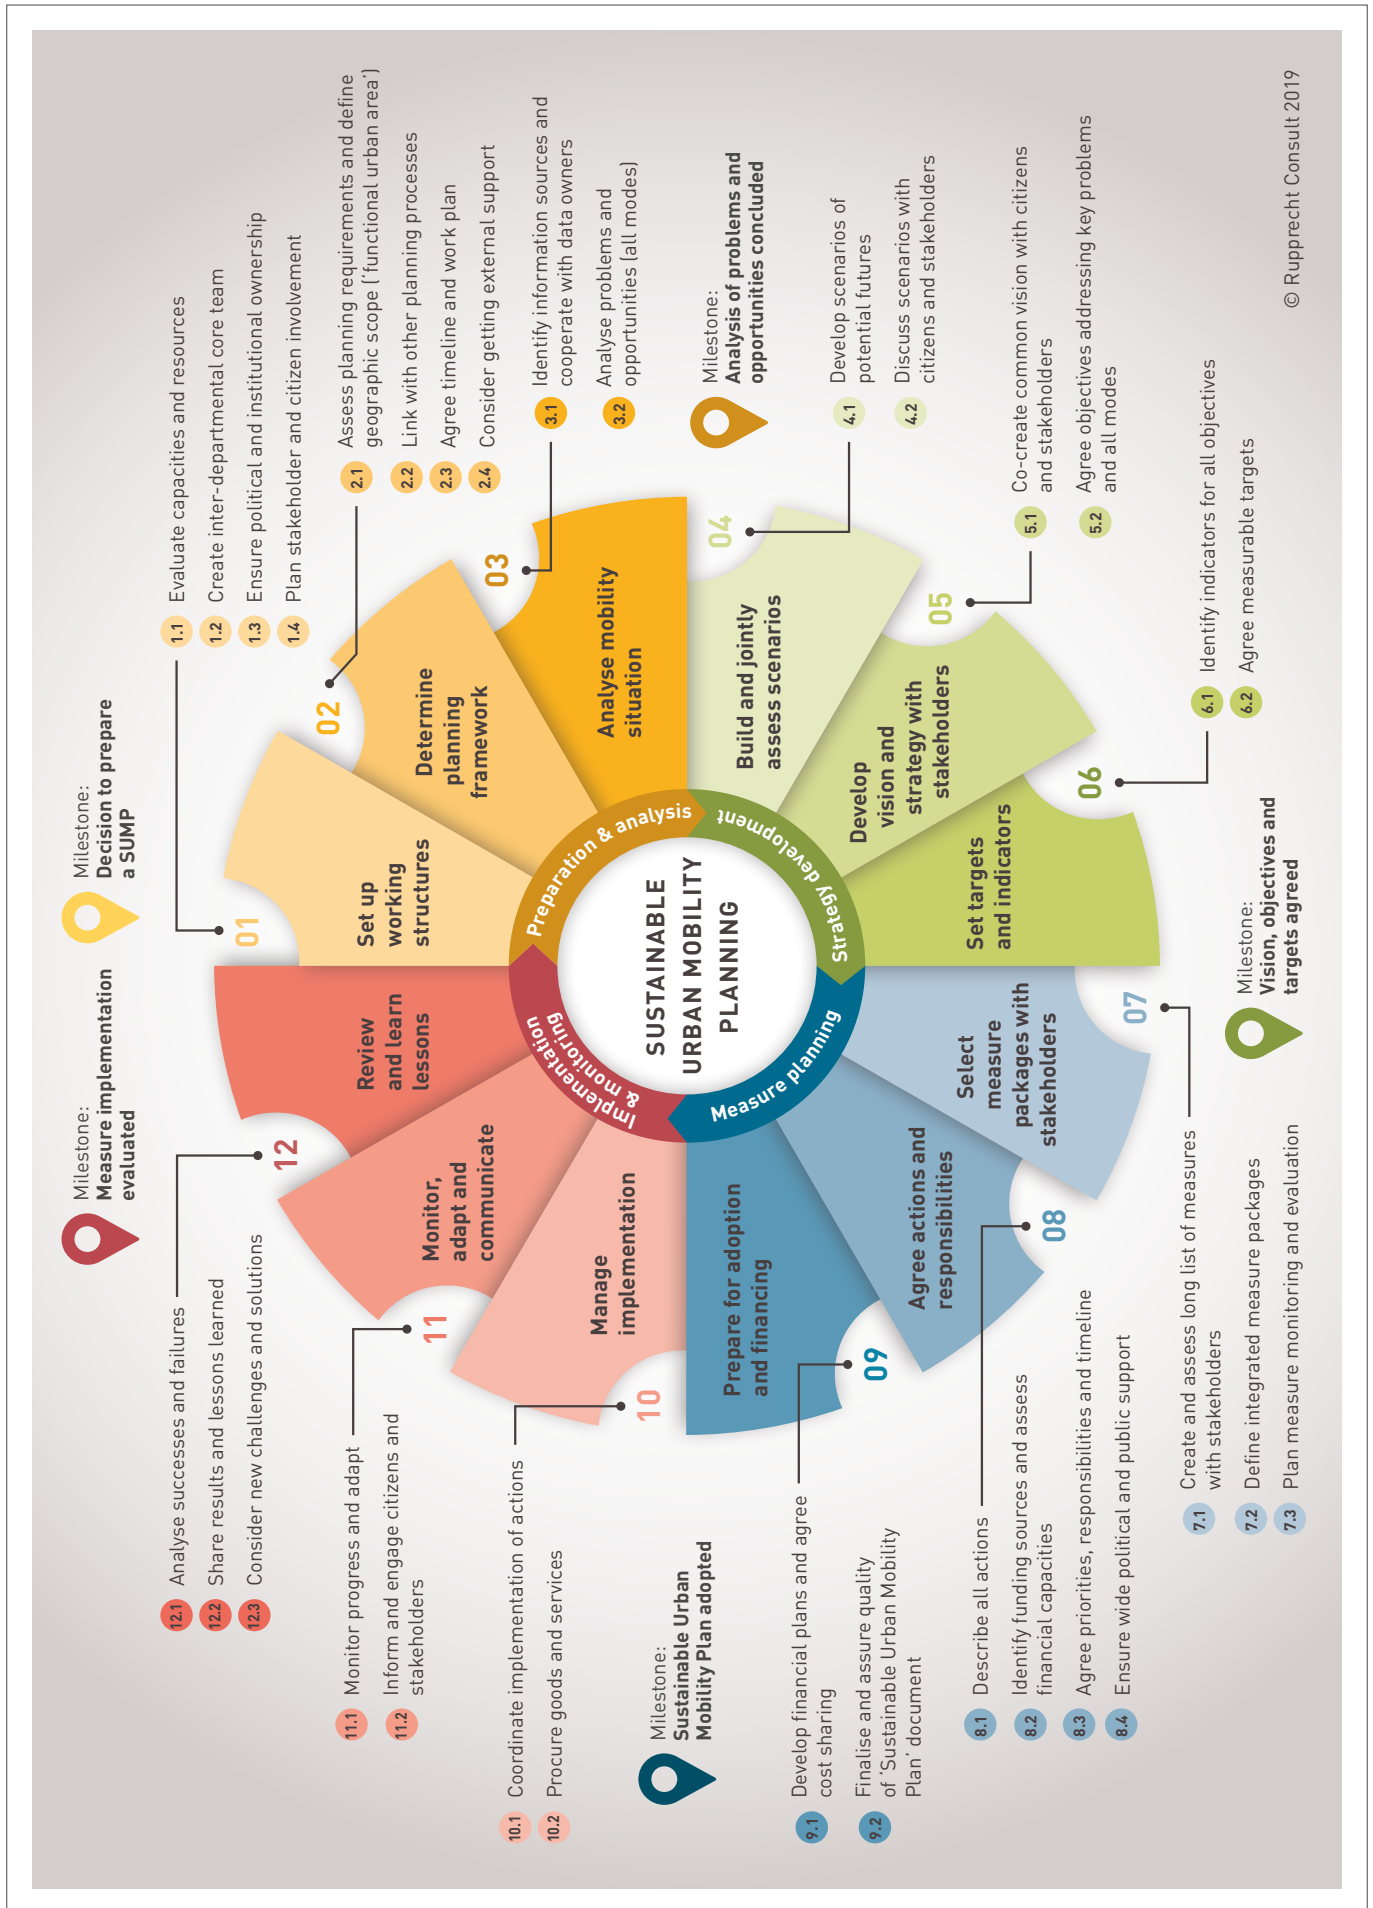 SUSTAINABLE
URBAN MOBILITY
PLANNING
Preparation & analysis
Strategy development
Measure planning
Implementation
& monitoring
Milestone:
Decision to prepare
a SUMP
01
Set up
working
structures
1.1 Evaluate capacities and resources
1.2 Create inter-departmental core team
1.3 Ensure political and institutional ownership
1.4 Plan stakeholder and citizen involvement
02
Determine
planning
framework
2.1 Assess planning requirements and define
geographic scope (‘functional urban area’)
2.2 Link with other planning processes
2.3 Agree timeline and work plan
2.4 Consider getting external support
03
Analyse mobility
situation
3.1 Identify information sources and
cooperate with data owners
3.2 Analyse problems and
opportunities (all modes)
Milestone:
Analysis of problems and
opportunities concluded
04
Build and jointly
assess scenarios
4.1 Develop scenarios of
potential futures
4.2 Discuss scenarios with
citizens and stakeholders
05
Develop
vision and
strategy with
stakeholders
5.1 Co-create common vision with citizens
and stakeholders
5.2 Agree objectives addressing key problems
and all modes
06
Set targets
and indicators
6.1 Identify indicators for all objectives
6.2 Agree measurable targets
Milestone:
Vision, objectives and
targets agreed
07
Select
measure
packages with
stakeholders
7.1 Create and assess long list of measures
with stakeholders
7.2 Define integrated measure packages
7.3 Plan measure monitoring and evaluation
08
Agree actions and
responsibilities
8.1 Describe all actions
8.2 Identify funding sources and assess
financial capacities
8.3 Agree priorities, responsibilities and timeline
8.4 Ensure wide political and public support
09
Prepare for adoption
and financing
9.1 Develop financial plans and agree
cost sharing
9.2 Finalise and assure quality
of ‘Sustainable Urban Mobility
Plan’ document
Milestone:
Sustainable Urban
Mobility Plan adopted
10
Manage
implementation
10.1 Coordinate implementation of actions
10.2 Procure goods and services
11
Monitor,
adapt and
communicate
11.1 Monitor progress and adapt
11.2 Inform and engage citizens and
stakeholders
12
Review
and learn
lessons
12.1 Analyse successes and failures
12.2 Share results and lessons learned
12.3 Consider new challenges and solutions
Milestone:
Measure implementation
evaluated
© Rupprecht Consult 2019